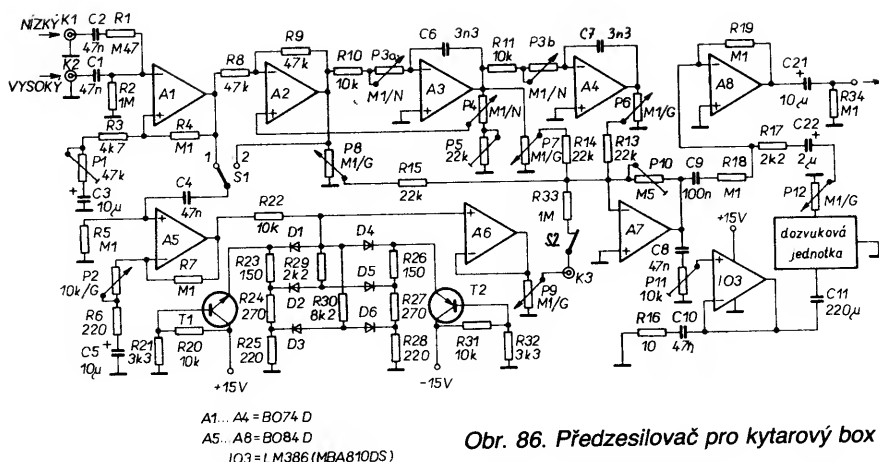 NÍZKÝ K1 C2 R1
47n M47
K2
VYSOKÝ C1
47n
R2
1M
A1
R8
47k
R9
47k
A2
R10
10k
P3a
M1/N
C6 3n3
A3
R11
10k
P3b
M1/N
C7 3n3
A4
R19
M1
A8
C21
10μ
R34
M1
R3
4k7
R4
M1
P1
47k
C3
10μ
1 2
S1
C4
47n
P8
M1/G
P4
M1/N
P5
22k
P7
M1/G
R14
22k
R13
22k
P6
M1/G
P10
M5
C9
100n
R18
M1
R17
2k2
C22
2μ
P12
M1/G
R15
22k
R33
1M
S2
K3
A7
C8
47n
P11
10k
+15V
IO3
dozvuková
jednotka
C11
220μ
R16
10
C10
47n
R5
M1
A5
R7
M1
P2
10k/G
R6
220
C5
10μ
R22
10k
D1
D4
R23
150
R29
2k2
D5
R26
150
R24
270
D2
R30
8k2
D6
R27
270
R25
220
D3
R28
220
T1
R20
10k
R21
3k3
+15V
T2
R31
10k
R32
3k3
-15V
A6
P9
M1/G
A1... A4 = BO74 D
A5... A8 = BO84 D
IO3 = LM386 (MBA810DS)
Obr. 86. Předzesilovač pro kytarový box